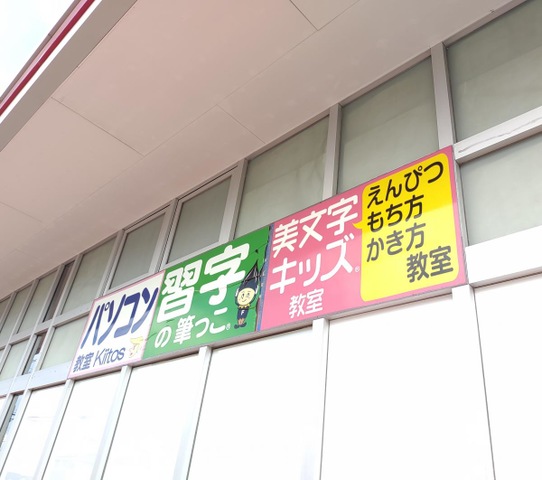 パソコン
教室 Kiitos
習字
の筆っこ®
美文字
キッズ®
教室
えんぴつ
もち方
かき方
教室